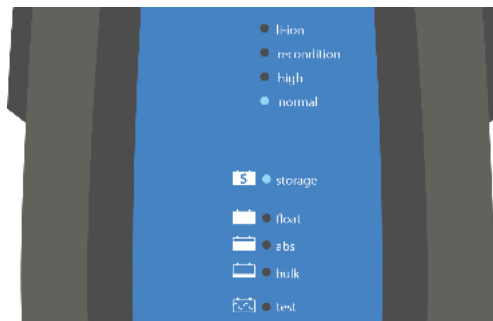 li-ion
recondition
high
normal
S storage
float
abs
bulk
test